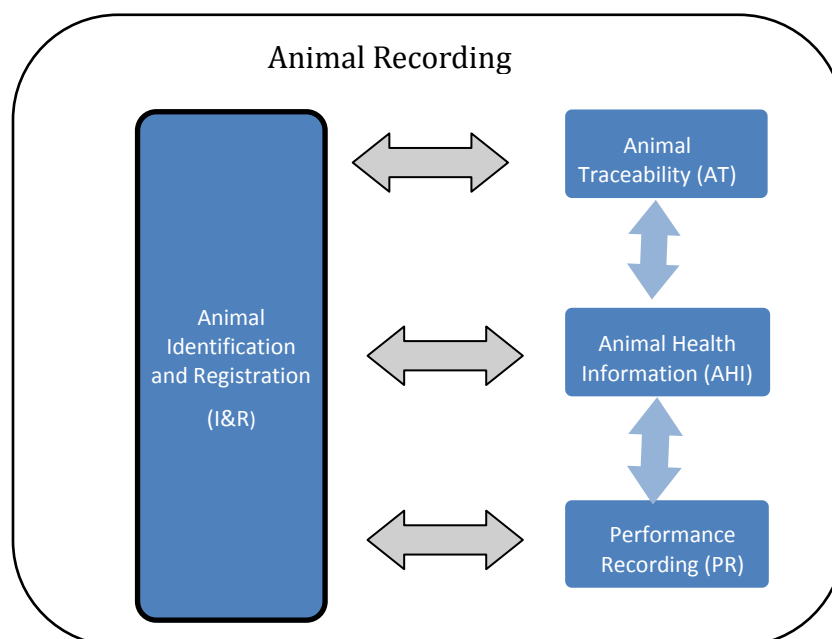 Animal Recording
Animal
Identification
and Registration
(I&R)
Animal
Traceability (AT)
Animal Health
Information (AHI)
Performance
Recording (PR)